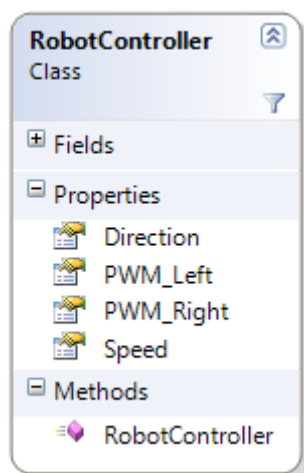 RobotController
Class
Fields
Properties
Direction
PWM_Left
PWM_Right
Speed
Methods
RobotController